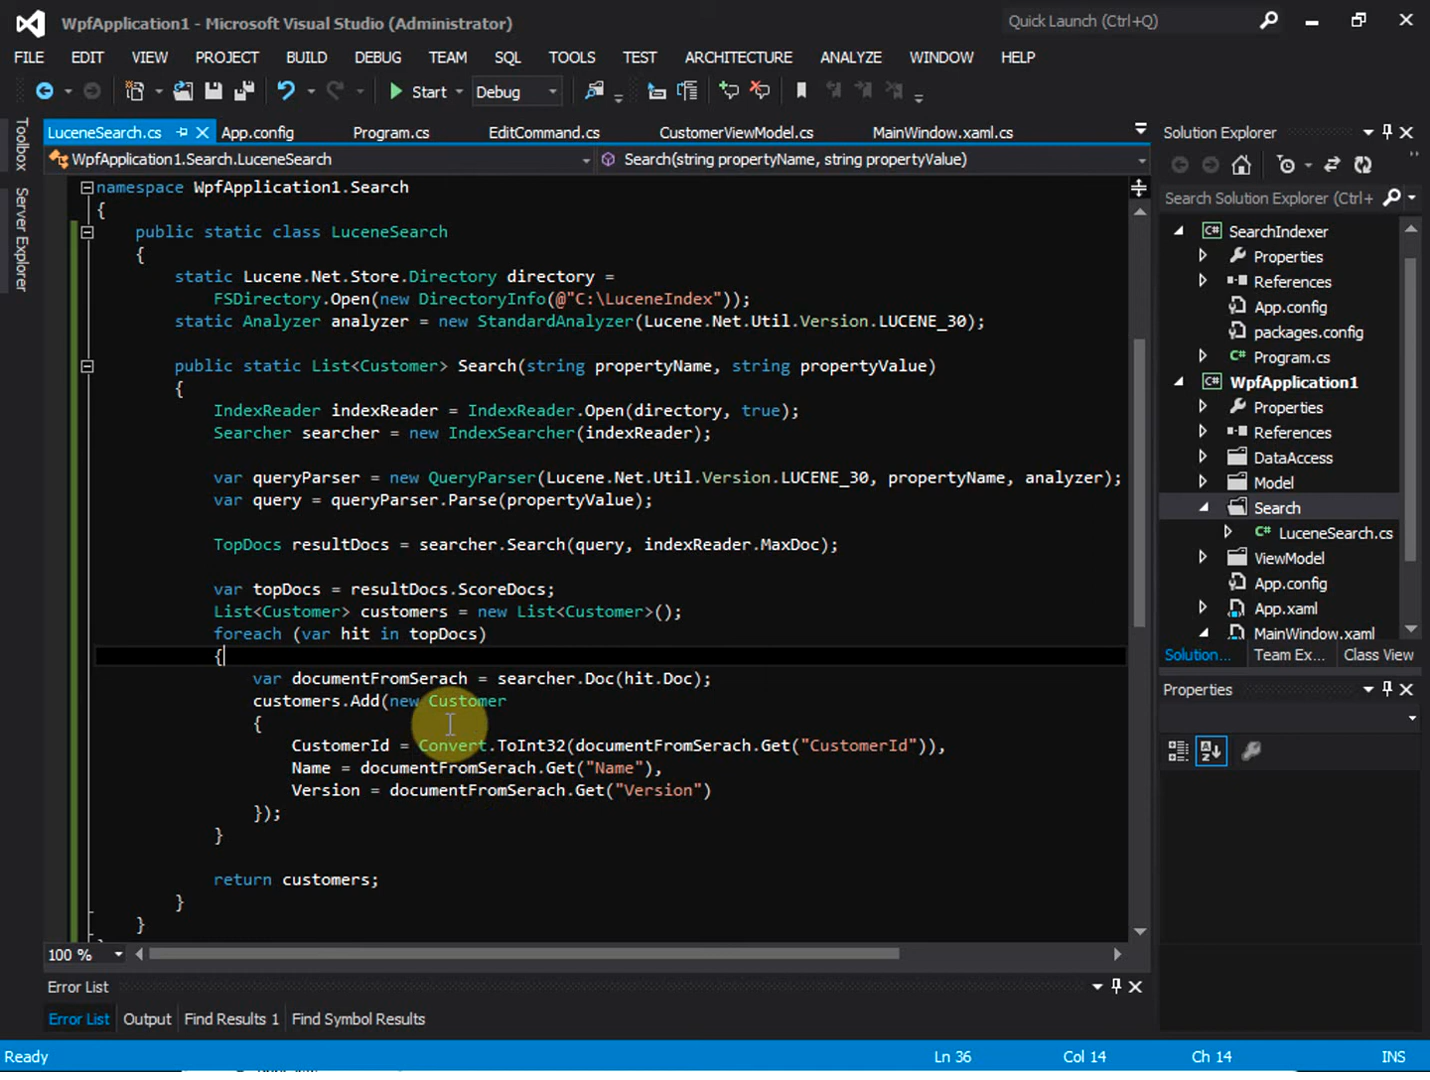 WpfApplication1 - Microsoft Visual Studio (Administrator)
Quick Launch (Ctrl+Q)
FILE EDIT VIEW PROJECT BUILD DEBUG TEAM SQL TOOLS TEST ARCHITECTURE ANALYZE WINDOW HELP
Start Debug
LuceneSearch.cs App.config Program.cs EditCommand.cs CustomerViewModel.cs MainWindow.xaml.cs
WpfApplication1.Search.LuceneSearch Search(string propertyName, string propertyValue)
Toolbox
Server Explorer
namespace WpfApplication1.Search
{
public static class LuceneSearch
{
static Lucene.Net.Store.Directory directory =
FSDirectory.Open(new DirectoryInfo(@"C:\LuceneIndex"));
static Analyzer analyzer = new StandardAnalyzer(Lucene.Net.Util.Version.LUCENE_30);
public static List<Customer> Search(string propertyName, string propertyValue)
{
IndexReader indexReader = IndexReader.Open(directory, true);
Searcher searcher = new IndexSearcher(indexReader);
var queryParser = new QueryParser(Lucene.Net.Util.Version.LUCENE_30, propertyName, analyzer);
var query = queryParser.Parse(propertyValue);
TopDocs resultDocs = searcher.Search(query, indexReader.MaxDoc);
var topDocs = resultDocs.ScoreDocs;
List<Customer> customers = new List<Customer>();
foreach (var hit in topDocs)
{
var documentFromSerach = searcher.Doc(hit.Doc);
customers.Add(new Customer
{
CustomerId = Convert.ToInt32(documentFromSerach.Get("CustomerId")),
Name = documentFromSerach.Get("Name"),
Version = documentFromSerach.Get("Version")
});
}
return customers;
}
}
100 %
Error List
Error List Output Find Results 1 Find Symbol Results
Solution Explorer
Search Solution Explorer (Ctrl+
SearchIndexer
Properties
References
App.config
packages.config
Program.cs
WpfApplication1
Properties
References
DataAccess
Model
Search
LuceneSearch.cs
ViewModel
App.config
App.xaml
MainWindow.xaml
Solution... Team Ex... Class View
Properties
Ready Ln 36 Col 14 Ch 14 INS